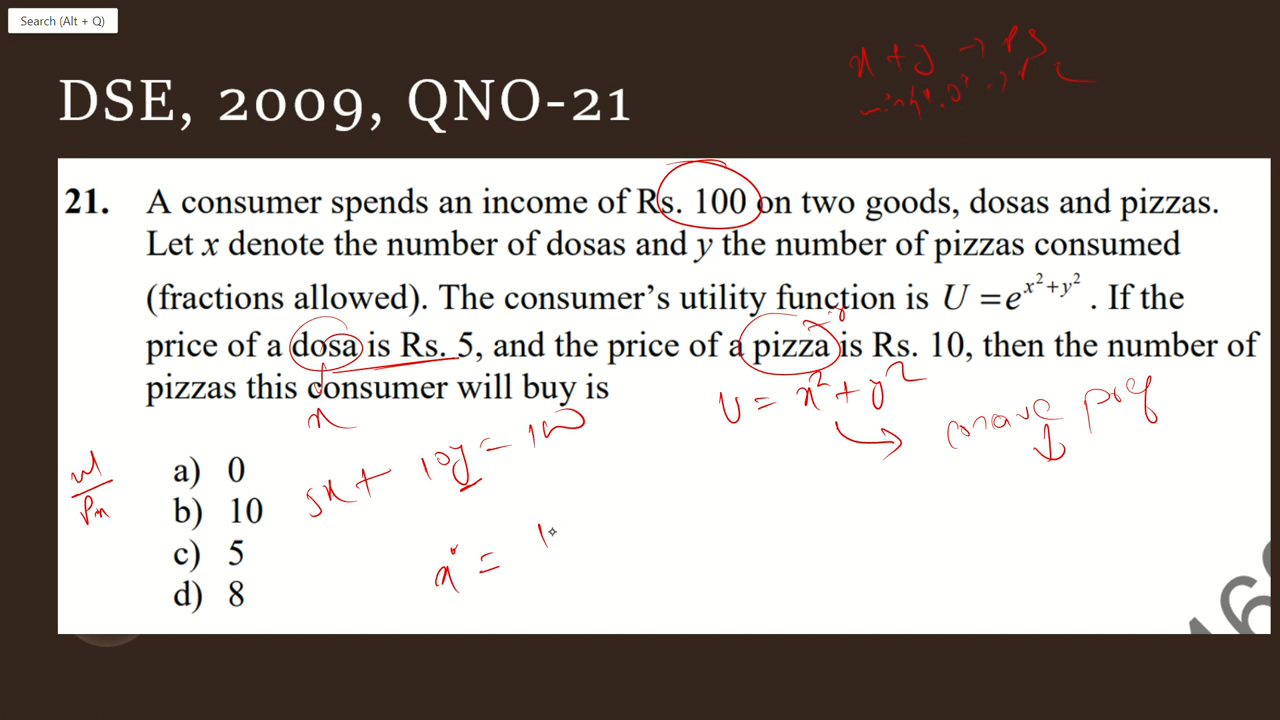 Search (Alt + Q)
x + y → P S
DSE, 2009, QNO-21
21. A consumer spends an income of Rs. 100 on two goods, dosas and pizzas.
Let x denote the number of dosas and y the number of pizzas consumed
(fractions allowed). The consumer's utility function is U = e^{x²+y²}. If the
price of a dosa is Rs. 5, and the price of a pizza is Rs. 10, then the number of
pizzas this consumer will buy is
x
U = x² + y²
concave pref
a) 0
b) 10
c) 5
d) 8
M/Px
5x + 10y = 100
x* = 1